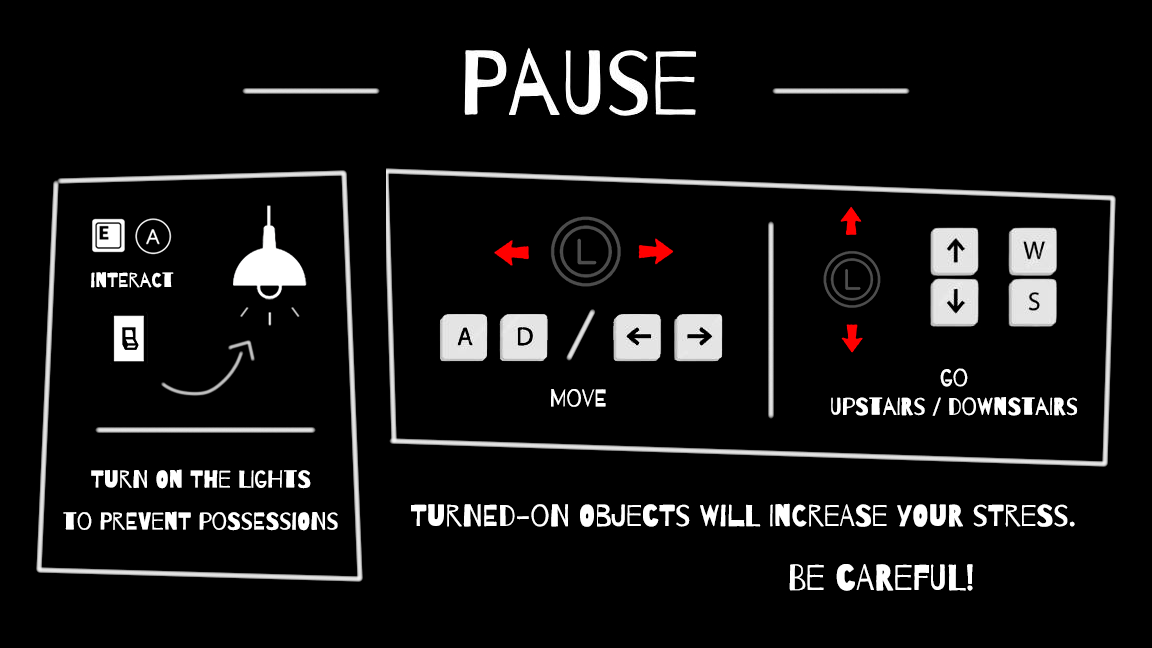 PAUSE
E A
INTERACT
TURN ON THE LIGHTS
TO PREVENT POSSESSIONS
L
A D / ← →
MOVE
L
↑ W
↓ S
GO
UPSTAIRS / DOWNSTAIRS
TURNED-ON OBJECTS WILL INCREASE YOUR STRESS.
BE CAREFUL!